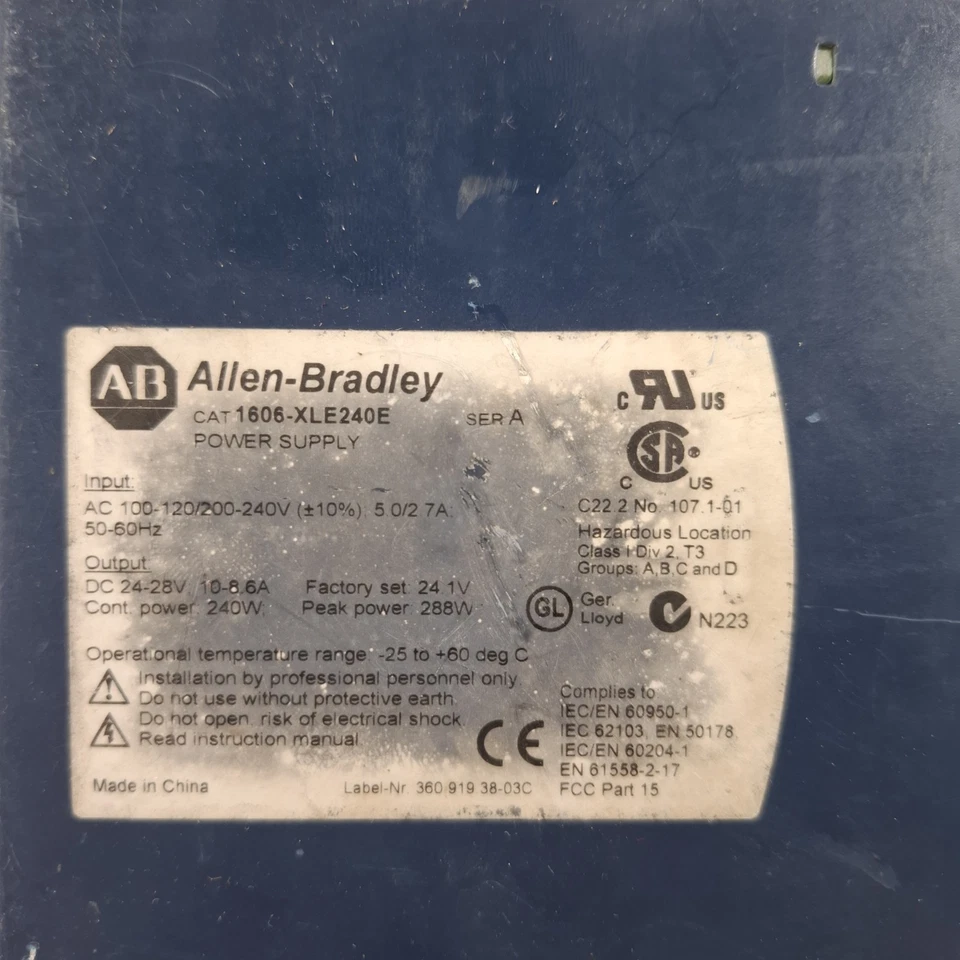 AB Allen-Bradley
CAT 1606-XLE240E SER A
POWER SUPPLY
Input:
AC 100-120/200-240V (±10%) 5.0/2.7A;
50-60Hz
Output:
DC 24-28V, 10-8.6A Factory set: 24.1V
Cont. power: 240W; Peak power: 288W
Operational temperature range: -25 to +60 deg C
Installation by professional personnel only.
Do not use without protective earth.
Do not open, risk of electrical shock.
Read instruction manual.
Made in China
Label-Nr. 360 919 38-03C
C RU US
C SA ® US
C22.2 No. 107.1-01
Hazardous Location
Class I Div 2, T3
Groups: A,B,C and D
GL Ger.
Lloyd
N223
CE
Complies to
IEC/EN 60950-1
IEC 62103, EN 50178
IEC/EN 60204-1
EN 61558-2-17
FCC Part 15